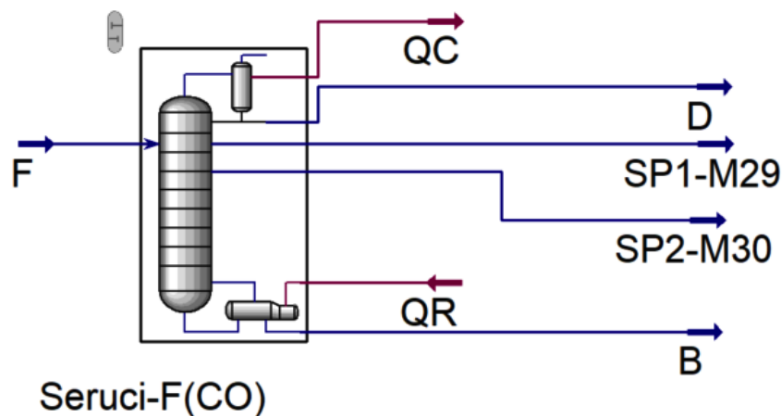 QC
D
F
SP1-M29
SP2-M30
QR
B
Seruci-F(CO)